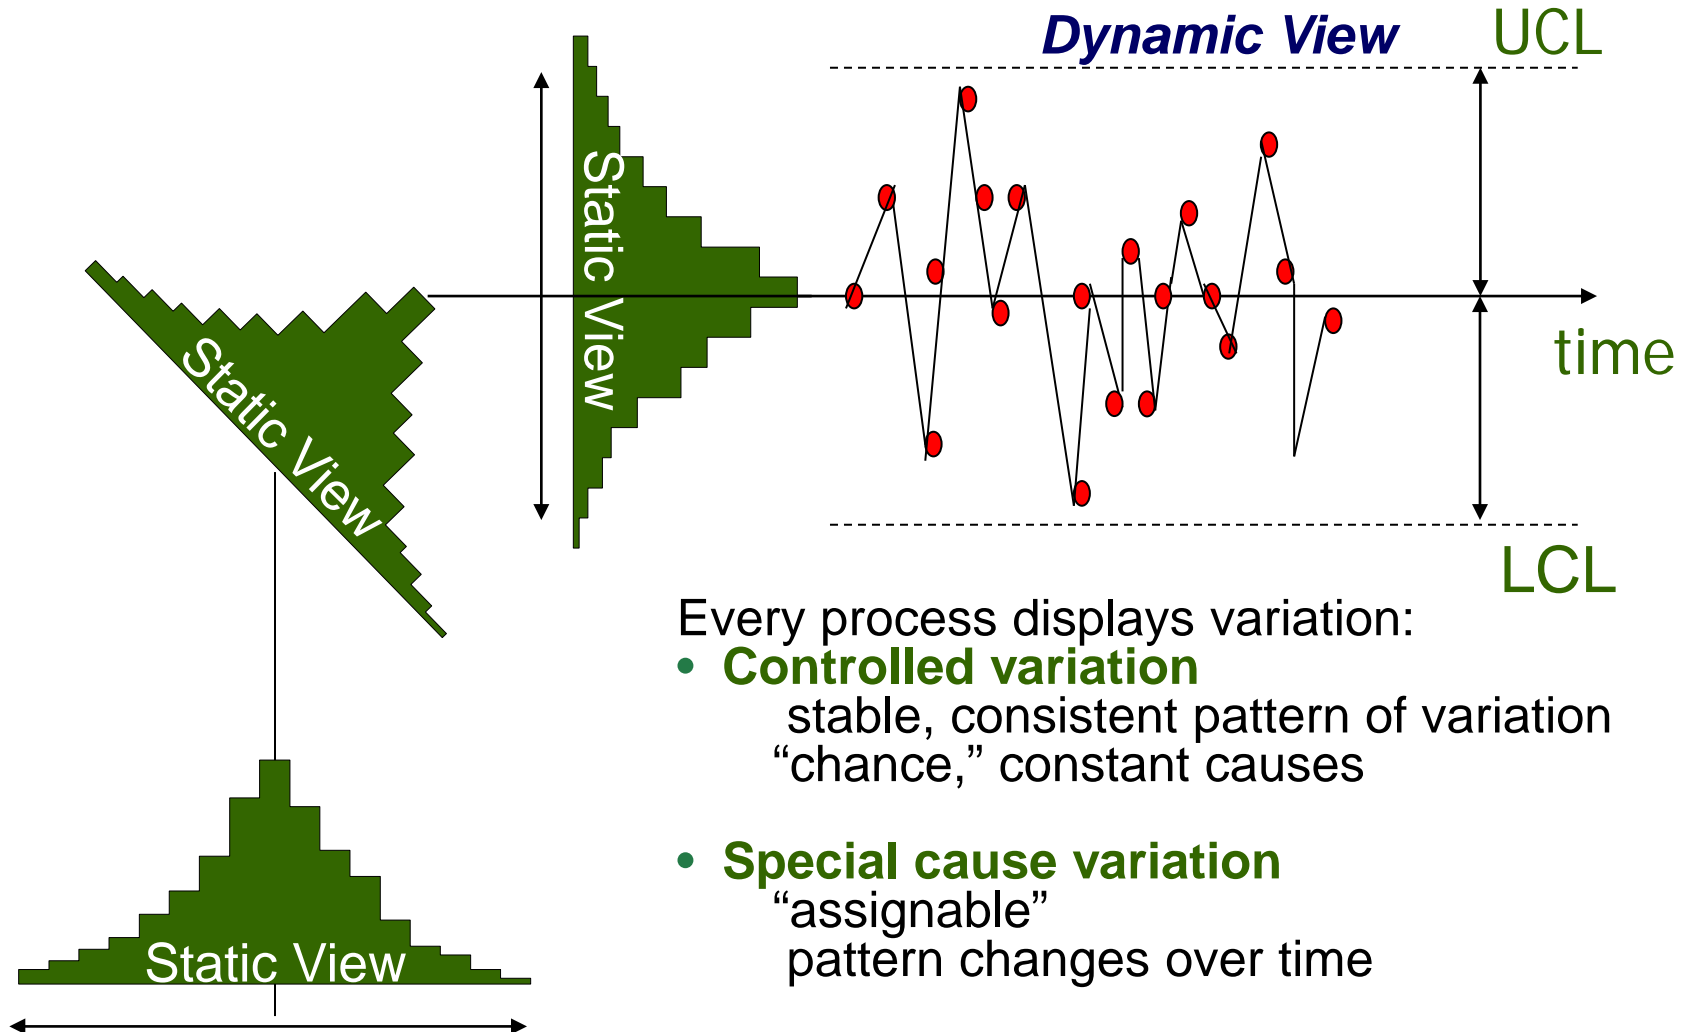 Dynamic View
UCL
Static View
Static View
time
LCL
Every process displays variation:
• Controlled variation
stable, consistent pattern of variation
“chance,” constant causes
• Special cause variation
“assignable”
pattern changes over time
Static View